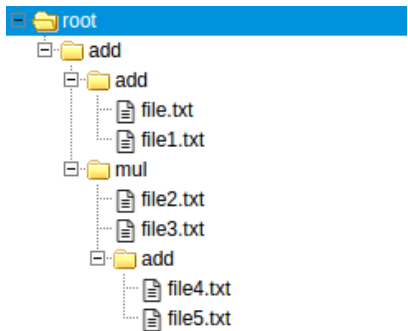 root
add
add
file.txt
file1.txt
mul
file2.txt
file3.txt
add
file4.txt
file5.txt